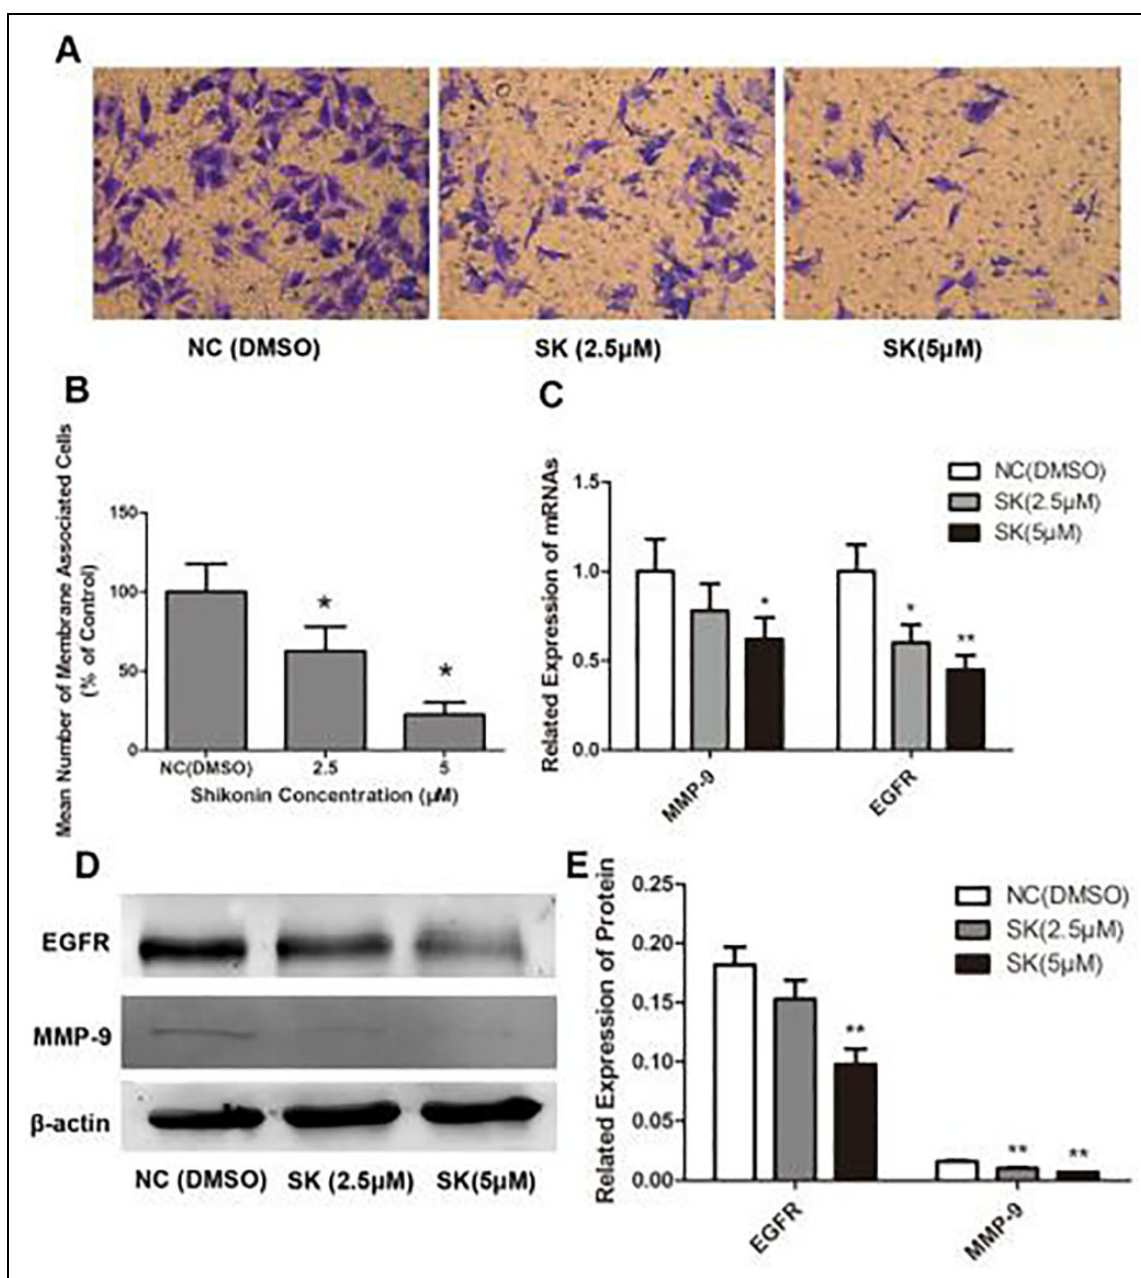 A
NC (DMSO)
SK (2.5μM)
SK(5μM)
B
Mean Number of Membrane Associated Cells
(% of Control)
150
100
50
0
*
*
NC(DMSO)
2.5
5
Shikonin Concentration (μM)
C
Related Expression of mRNAs
1.5
1.0
0.5
0.0
NC(DMSO)
SK(2.5μM)
SK(5μM)
*
*
**
MMP-9
EGFR
D
EGFR
MMP-9
β-actin
NC (DMSO)
SK (2.5μM)
SK(5μM)
E
Related Expression of Protein
0.25
0.20
0.15
0.10
0.05
0.00
NC(DMSO)
SK(2.5μM)
SK(5μM)
**
**
**
EGFR
MMP-9